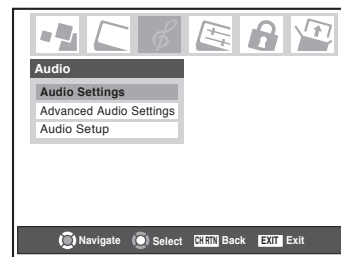 Audio
Audio Settings
Advanced Audio Settings
Audio Setup
Navigate Select CH RTN Back EXIT Exit